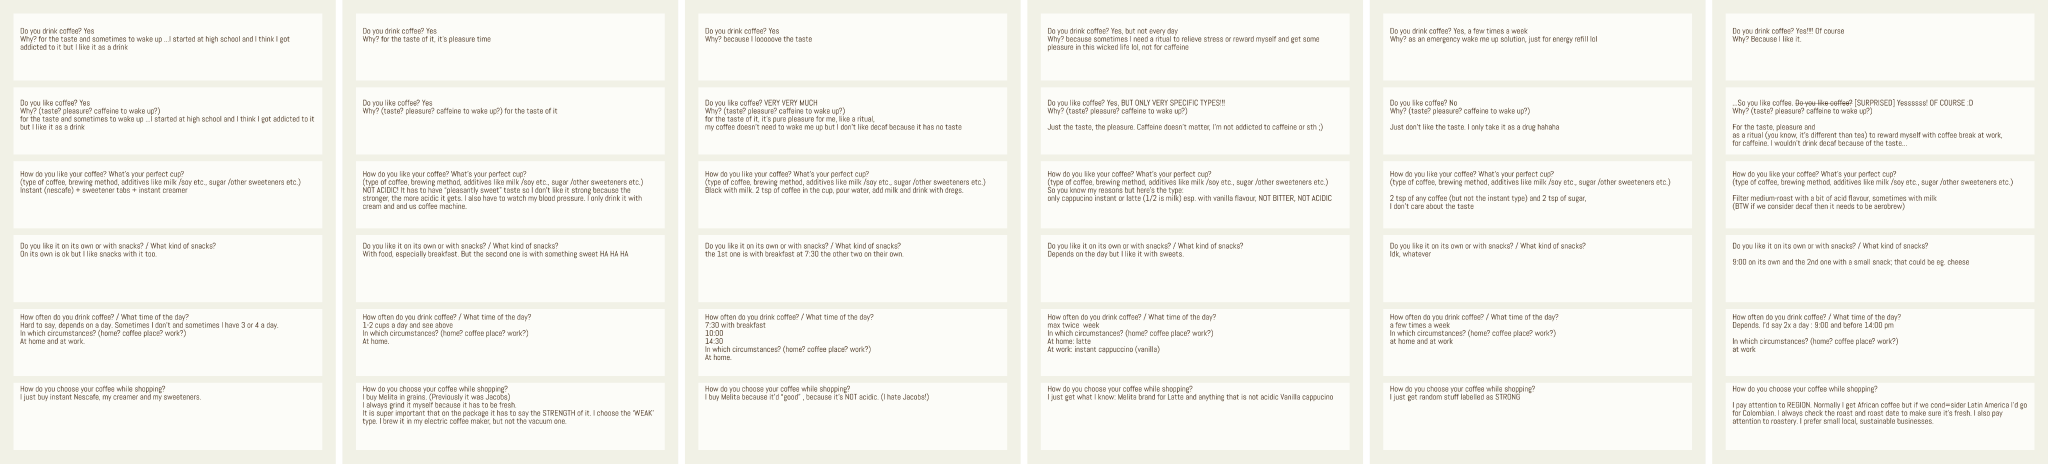 Do you drink coffee? Yes
Why? for the taste and sometimes to wake up ...I started at high school and I think I got
addicted to it but I like it as a drink
Do you like coffee? Yes
Why? (taste? pleasure? caffeine to wake up?)
for the taste and sometimes to wake up ...I started at high school and I think I got addicted to it
but I like it as a drink
How do you like your coffee? What's your perfect cup?
(type of coffee, brewing method, additives like milk /soy etc., sugar /other sweeteners etc.)
Instant (nescafe) + sweetener tabs + instant creamer
Do you like it on its own or with snacks? / What kind of snacks?
On its own is ok but I like snacks with it too.
How often do you drink coffee? / What time of the day?
Hard to say, depends on a day. Sometimes I don't and sometimes I have 3 or 4 a day.
In which circumstances? (home? coffee place? work?)
At home and at work.
How do you choose your coffee while shopping?
I just buy instant Nescafe, my creamer and my sweeteners.
Do you drink coffee? Yes
Why? for the taste of it, it's pleasure time
Do you like coffee? Yes
Why? (taste? pleasure? caffeine to wake up?) for the taste of it
How do you like your coffee? What's your perfect cup?
(type of coffee, brewing method, additives like milk /soy etc., sugar /other sweeteners etc.)
NOT ACIDIC! It has to have "pleasantly sweet" taste so I don't like it strong because the
stronger, the more acidic it gets. I also have to watch my blood pressure. I only drink it with
cream and and us coffee machine.
Do you like it on its own or with snacks? / What kind of snacks?
With food, especially breakfast. But the second one is with something sweet HA HA HA
How often do you drink coffee? / What time of the day?
1-2 cups a day and see above
In which circumstances? (home? coffee place? work?)
At home.
How do you choose your coffee while shopping?
I buy Melita in grains. (Previously it was Jacobs)
I always grind it myself because it has to be fresh.
It is super important that on the package it has to say the STRENGTH of it. I choose the 'WEAK'
type. I brew it in my electric coffee maker, but not the vacuum one.
Do you drink coffee? Yes
Why? because I looooove the taste
Do you like coffee? VERY VERY MUCH
Why? (taste? pleasure? caffeine to wake up?)
for the taste of it, it's pure pleasure for me, like a ritual,
my coffee doesn't need to wake me up but I don't like decaf because it has no taste
How do you like your coffee? What's your perfect cup?
(type of coffee, brewing method, additives like milk /soy etc., sugar /other sweeteners etc.)
Black with milk. 2 tsp of coffee in the cup, pour water, add milk and drink with dregs.
Do you like it on its own or with snacks? / What kind of snacks?
the 1st one is with breakfast at 7:30 the other two on their own.
How often do you drink coffee? / What time of the day?
7:30 with breakfast
10:00
14:30
In which circumstances? (home? coffee place? work?)
At home.
How do you choose your coffee while shopping?
I buy Melita because it'd "good" , because it's NOT acidic. (I hate Jacobs!)
Do you drink coffee? Yes, but not every day
Why? because sometimes I need a ritual to relieve stress or reward myself and get some
pleasure in this wicked life lol, not for caffeine
Do you like coffee? Yes, BUT ONLY VERY SPECIFIC TYPES!!!
Why? (taste? pleasure? caffeine to wake up?)
Just the taste, the pleasure. Caffeine doesn't matter, I'm not addicted to caffeine or sth ;)
How do you like your coffee? What's your perfect cup?
(type of coffee, brewing method, additives like milk /soy etc., sugar /other sweeteners etc.)
So you know my reasons but here's the type:
only cappucino instant or latte (1/2 is milk) esp. with vanilla flavour, NOT BITTER, NOT ACIDIC
Do you like it on its own or with snacks? / What kind of snacks?
Depends on the day but I like it with sweets.
How often do you drink coffee? / What time of the day?
max twice  week
In which circumstances? (home? coffee place? work?)
At home: latte
At work: instant cappuccino (vanilla)
How do you choose your coffee while shopping?
I just get what I know: Melita brand for Latte and anything that is not acidic Vanilla cappuccino
Do you drink coffee? Yes, a few times a week
Why? as an emergency wake me up solution, just for energy refill lol
Do you like coffee? No
Why? (taste? pleasure? caffeine to wake up?)
Just don't like the taste. I only take it as a drug hahaha
How do you like your coffee? What's your perfect cup?
(type of coffee, brewing method, additives like milk /soy etc., sugar /other sweeteners etc.)
2 tsp of any coffee (but not the instant type) and 2 tsp of sugar,
I don't care about the taste
Do you like it on its own or with snacks? / What kind of snacks?
Idk, whatever
How often do you drink coffee? / What time of the day?
a few times a week
In which circumstances? (home? coffee place? work?)
at home and at work
How do you choose your coffee while shopping?
I just get random stuff labelled as STRONG
Do you drink coffee? Yes!!!! Of course
Why? Because I like it.
...So you like coffee. Do you like coffee? [SURPRISED] Yessssss! OF COURSE :D
Why? (taste? pleasure? caffeine to wake up?)
For the taste, pleasure and
as a ritual (you know, it's different than tea) to reward myself with coffee break at work,
for caffeine. I wouldn't drink decaf because of the taste...
How do you like your coffee? What's your perfect cup?
(type of coffee, brewing method, additives like milk /soy etc., sugar /other sweeteners etc.)
Filter medium-roast with a bit of acid flavour, sometimes with milk
(BTW if we consider decaf then it needs to be aerobrew)
Do you like it on its own or with snacks? / What kind of snacks?
9:00 on its own and the 2nd one with a small snack; that could be eg. cheese
How often do you drink coffee? / What time of the day?
Depends. I'd say 2x a day : 9:00 and before 14:00 pm
In which circumstances? (home? coffee place? work?)
at work
How do you choose your coffee while shopping?
I pay attention to REGION. Normally I get African coffee but if we cond=sider Latin America I'd go
for Colombian. I always check the roast and roast date to make sure it's fresh. I also pay
attention to roastery. I prefer small local, sustainable businesses.